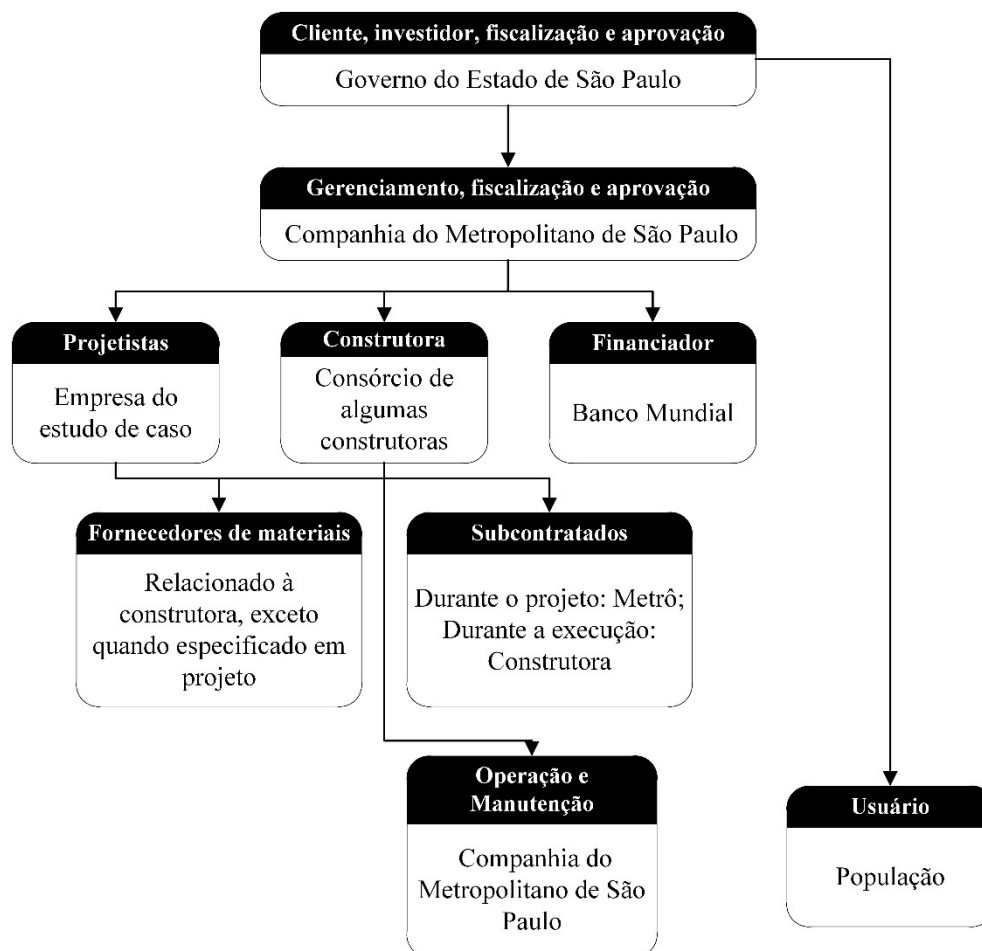 Cliente, investidor, fiscalização e aprovação
Governo do Estado de São Paulo
Gerenciamento, fiscalização e aprovação
Companhia do Metropolitano de São Paulo
Projetistas
Empresa do
estudo de caso
Construtora
Consórcio de
algumas
construtoras
Financiador
Banco Mundial
Fornecedores de materiais
Relacionado à
construtora, exceto
quando especificado em
projeto
Subcontratados
Durante o projeto: Metrô;
Durante a execução:
Construtora
Operação e
Manutenção
Companhia do
Metropolitano de São
Paulo
Usuário
População